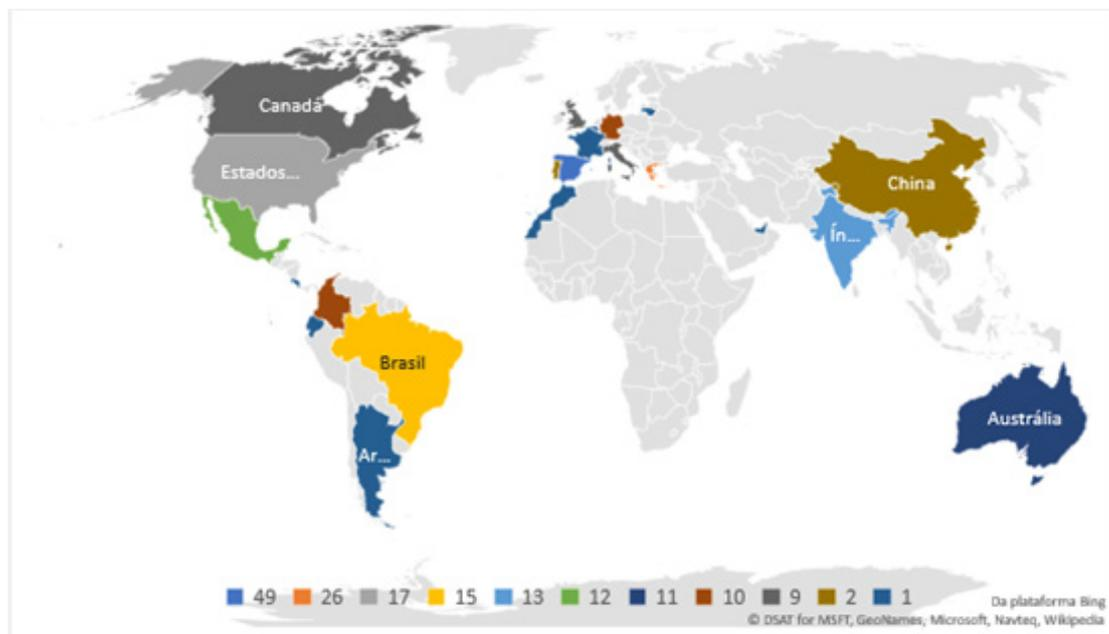 Canadá
Estados...
China
Ín...
Brasil
Austrália
Ar...
49 26 17 15 13 12 11 10 9 2 1
Da plataforma Bing
© DSAT for MSFT, GeoNames, Microsoft, Navteq, Wikipedia